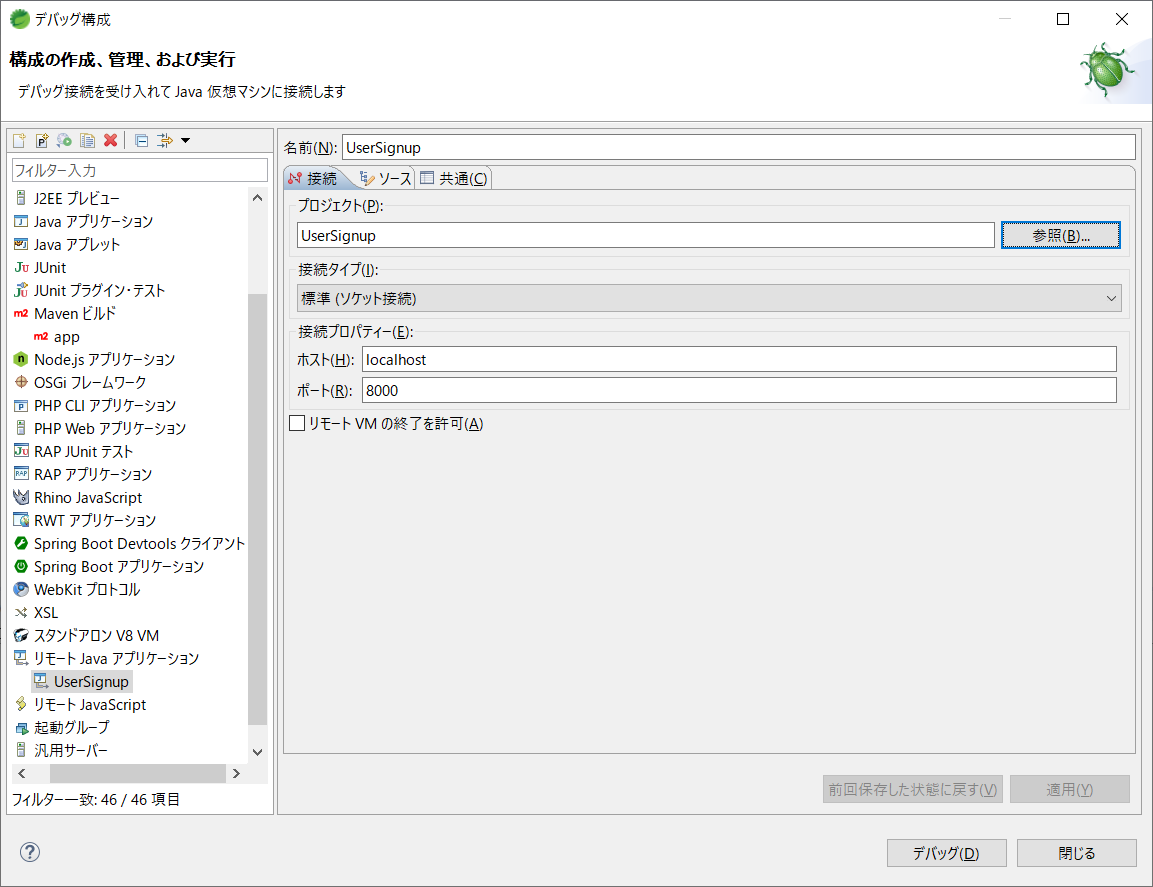 デバッグ構成
構成の作成、管理、および実行
デバッグ接続を受け入れて Java 仮想マシンに接続します
フィルター入力
J2EE プレビュー
Java アプリケーション
Java アプレット
JUnit
JUnit プラグイン・テスト
Maven ビルド
app
Node.js アプリケーション
OSGi フレームワーク
PHP CLI アプリケーション
PHP Web アプリケーション
RAP JUnit テスト
RAP アプリケーション
Rhino JavaScript
RWT アプリケーション
Spring Boot Devtools クライアント
Spring Boot アプリケーション
WebKit プロトコル
XSL
スタンドアロン V8 VM
リモート Java アプリケーション
UserSignup
リモート JavaScript
起動グループ
汎用サーバー
フィルター一致: 46 / 46 項目
名前(N): UserSignup
接続 ソース 共通(C)
プロジェクト(P):
UserSignup 参照(B)...
接続タイプ(I):
標準 (ソケット接続)
接続プロパティー(E):
ホスト(H): localhost
ポート(R): 8000
リモート VM の終了を許可(A)
前回保存した状態に戻す(V) 適用(Y)
デバッグ(D) 閉じる